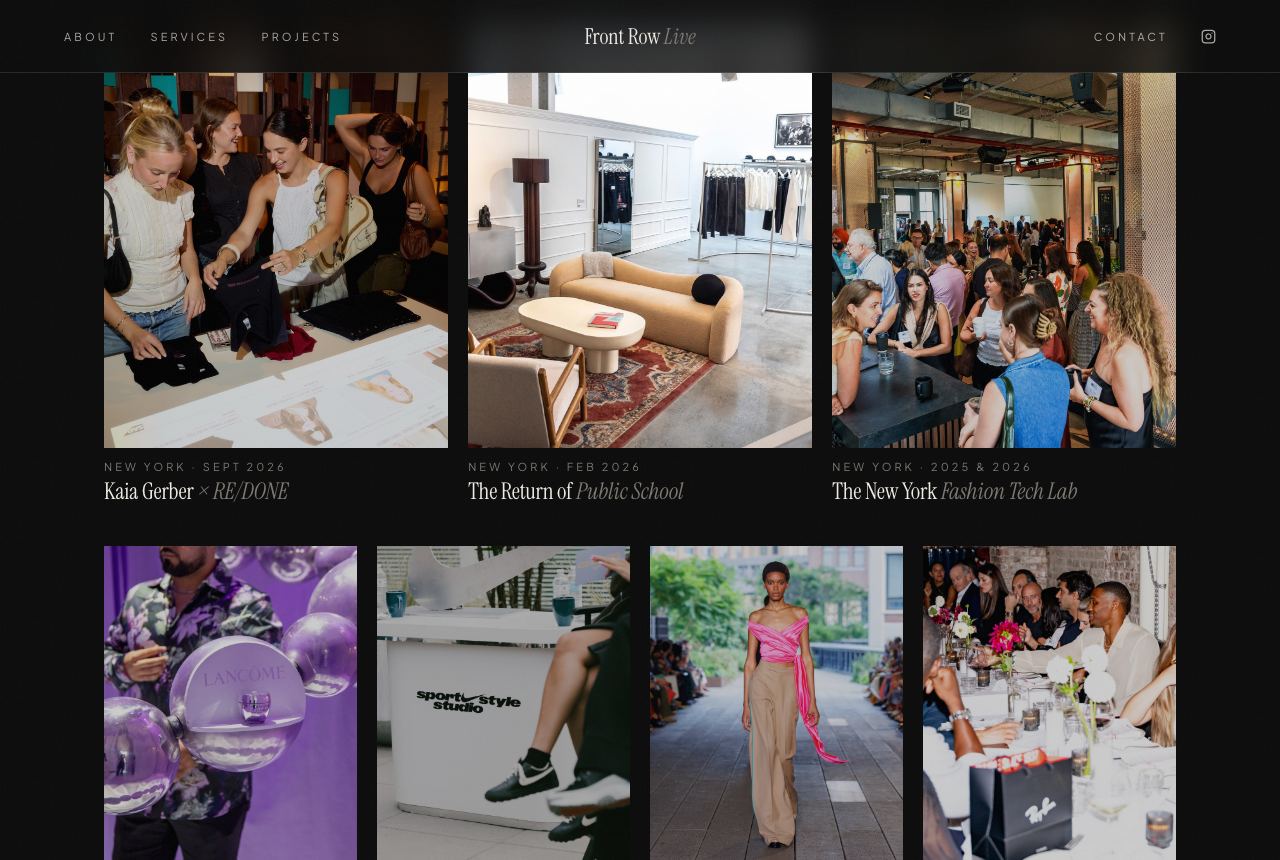 ABOUT SERVICES PROJECTS Front Row Live CONTACT
NEW YORK · SEPT 2026
Kaia Gerber × RE/DONE
NEW YORK · FEB 2026
The Return of Public School
NEW YORK · 2025 & 2026
The New York Fashion Tech Lab
LANCÔME
sport style
studio